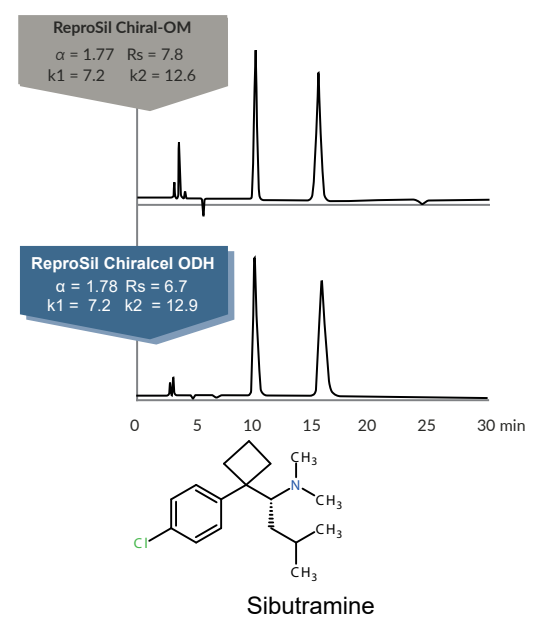 ReproSil Chiral-OM
α = 1.77 Rs = 7.8
k1 = 7.2 k2 = 12.6
ReproSil Chiralcel ODH
α = 1.78 Rs = 6.7
k1 = 7.2 k2 = 12.9
0 5 10 15 20 25 30 min
CH3
N
CH3
Cl
CH3
CH3
Sibutramine